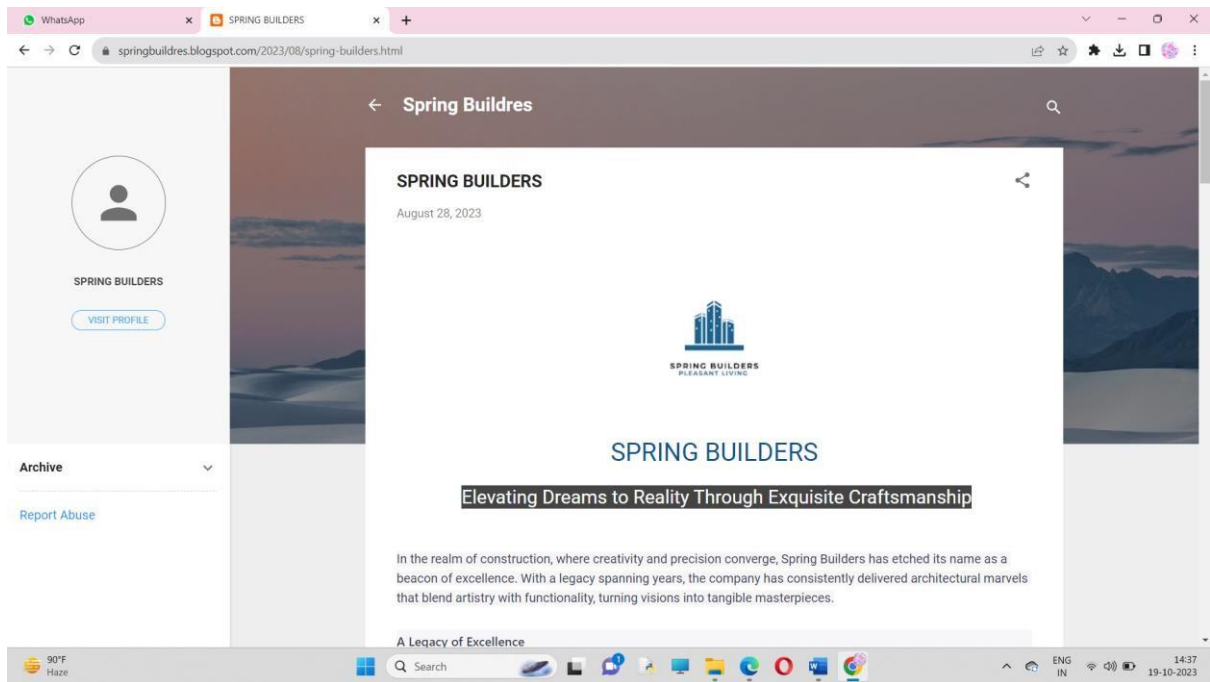 WhatsApp
SPRING BUILDERS
springbuildres.blogspot.com/2023/08/spring-builders.html
Spring Buildres
SPRING BUILDERS
August 28, 2023
SPRING BUILDERS
VISIT PROFILE
SPRING BUILDERS
PLEASANT LIVING
SPRING BUILDERS
Elevating Dreams to Reality Through Exquisite Craftsmanship
Archive
Report Abuse
In the realm of construction, where creativity and precision converge, Spring Builders has etched its name as a
beacon of excellence. With a legacy spanning years, the company has consistently delivered architectural marvels
that blend artistry with functionality, turning visions into tangible masterpieces.
A Legacy of Excellence
90°F
Haze
Search
ENG
IN
14:37
19-10-2023